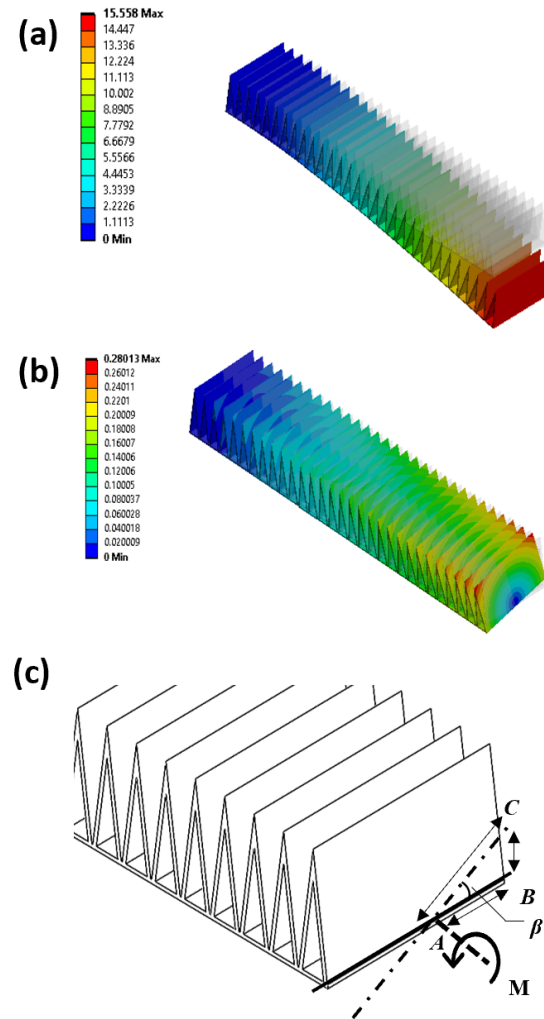 (a)
15.558 Max
14.447
13.336
12.224
11.113
10.002
8.8905
7.7792
6.6679
5.5566
4.4453
3.3339
2.2226
1.1113
0 Min
(b)
0.28013 Max
0.26012
0.24011
0.2201
0.20009
0.18008
0.16007
0.14006
0.12006
0.10005
0.080037
0.060028
0.040018
0.020009
0 Min
(c)
C
B
β
A
M